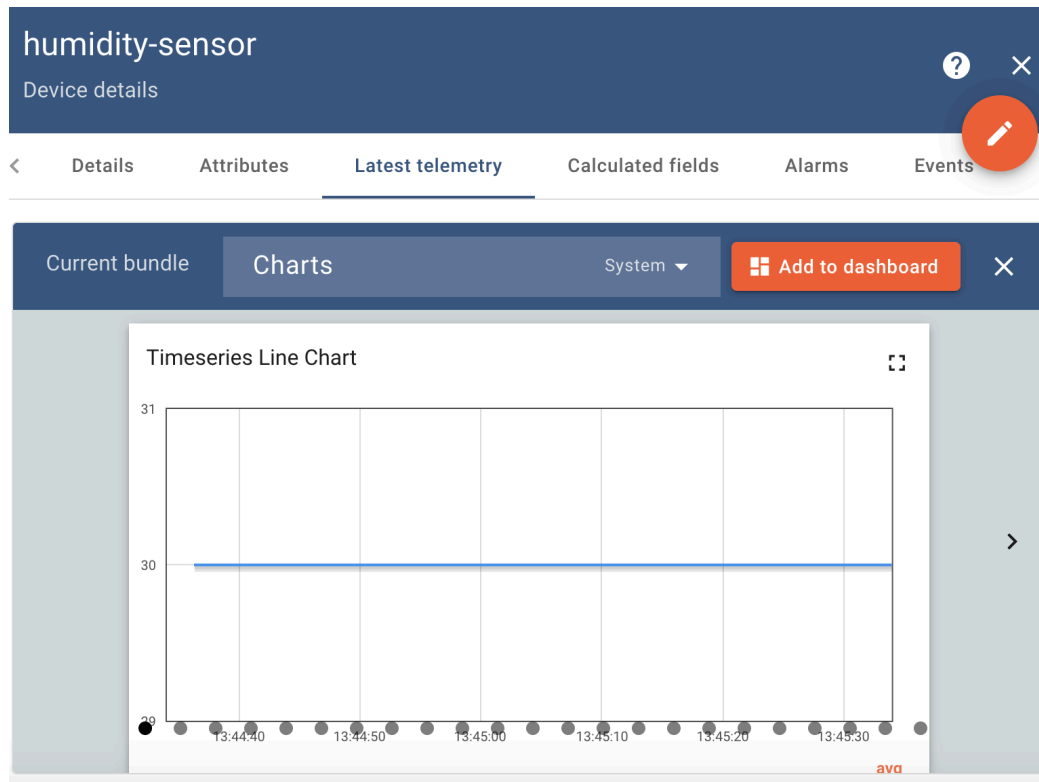 humidity-sensor
Device details
Details Attributes Latest telemetry Calculated fields Alarms Events
Current bundle Charts System Add to dashboard
Timeseries Line Chart
31
30
29
13:44:40 13:44:50 13:45:00 13:45:10 13:45:20 13:45:30
avg